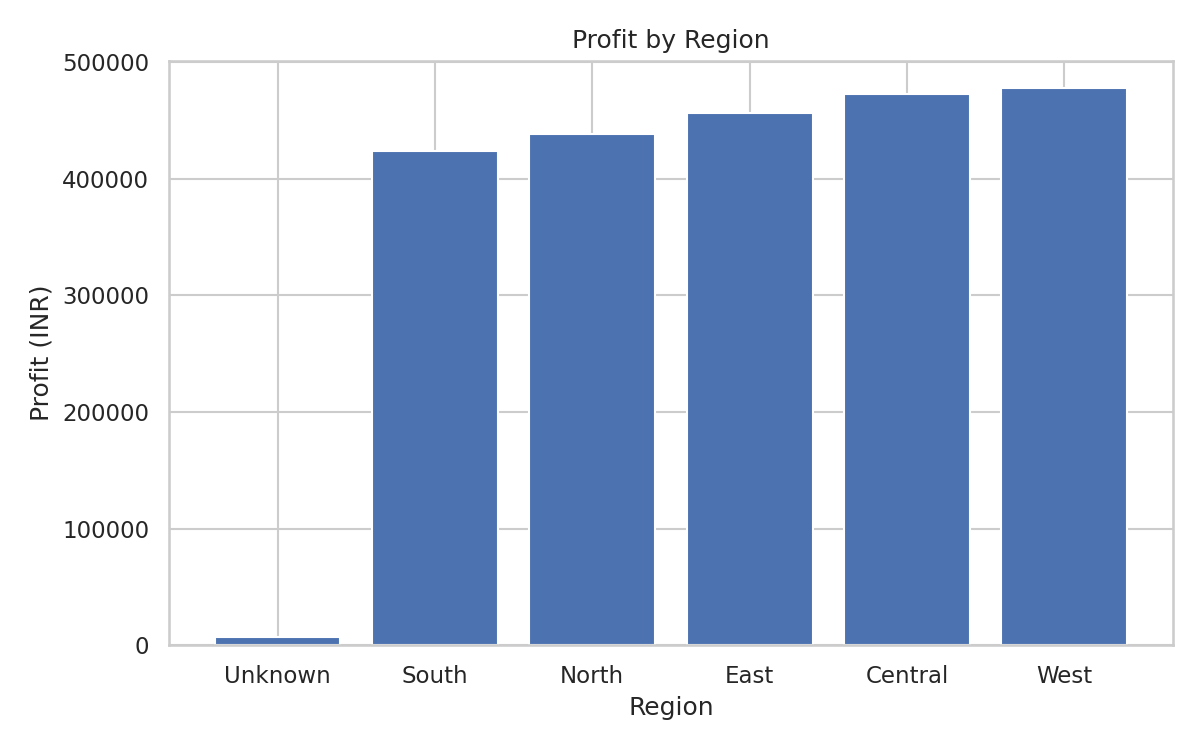 Profit by Region
500000
400000
300000
200000
100000
0
Profit (INR)
Unknown South North East Central West
Region